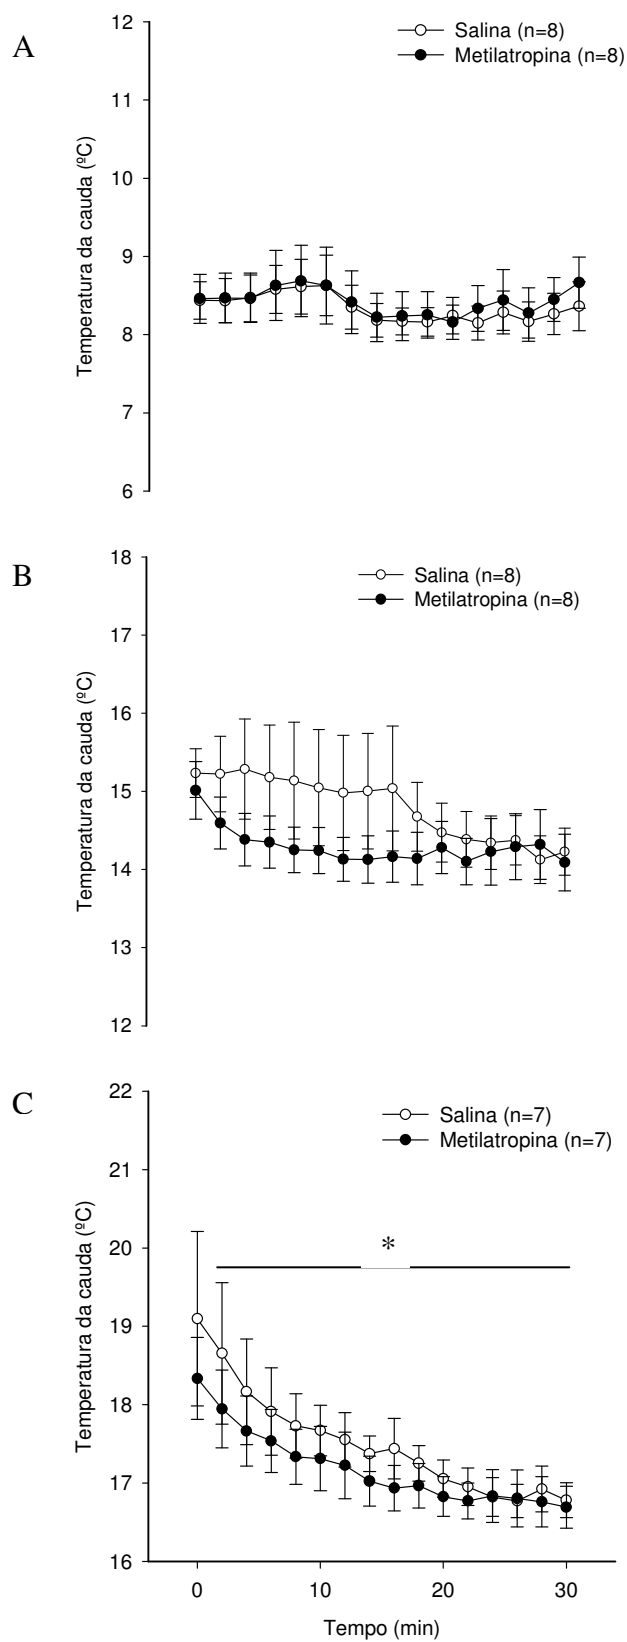 A
Salina (n=8)
Metilatropina (n=8)
Temperatura da cauda (ºC)
12
11
10
9
8
7
6
B
Salina (n=8)
Metilatropina (n=8)
Temperatura da cauda (ºC)
18
17
16
15
14
13
12
C
Salina (n=7)
Metilatropina (n=7)
Temperatura da cauda (ºC)
22
21
20
19
18
17
16
*
0 10 20 30
Tempo (min)